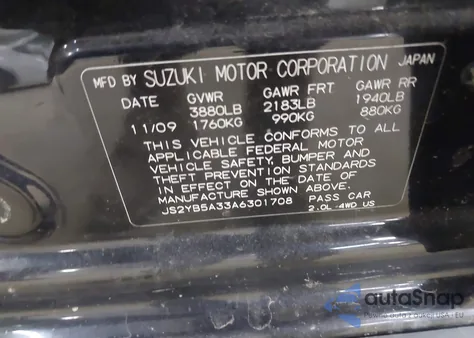 MFD BY SUZUKI MOTOR CORPORATION JAPAN
DATE GVWR GAWR FRT GAWR RR
3880LB 2183LB 1940LB
11/09 1760KG 990KG 880KG
THIS VEHICLE CONFORMS TO ALL
APPLICABLE FEDERAL MOTOR
VEHICLE SAFETY, BUMPER AND
THEFT PREVENTION STANDARDS
IN EFFECT ON THE DATE OF
MANUFACTURE SHOWN ABOVE.
JS2YB5A33A6301708 PASS CAR
2.0L 4WD US
autoSnap